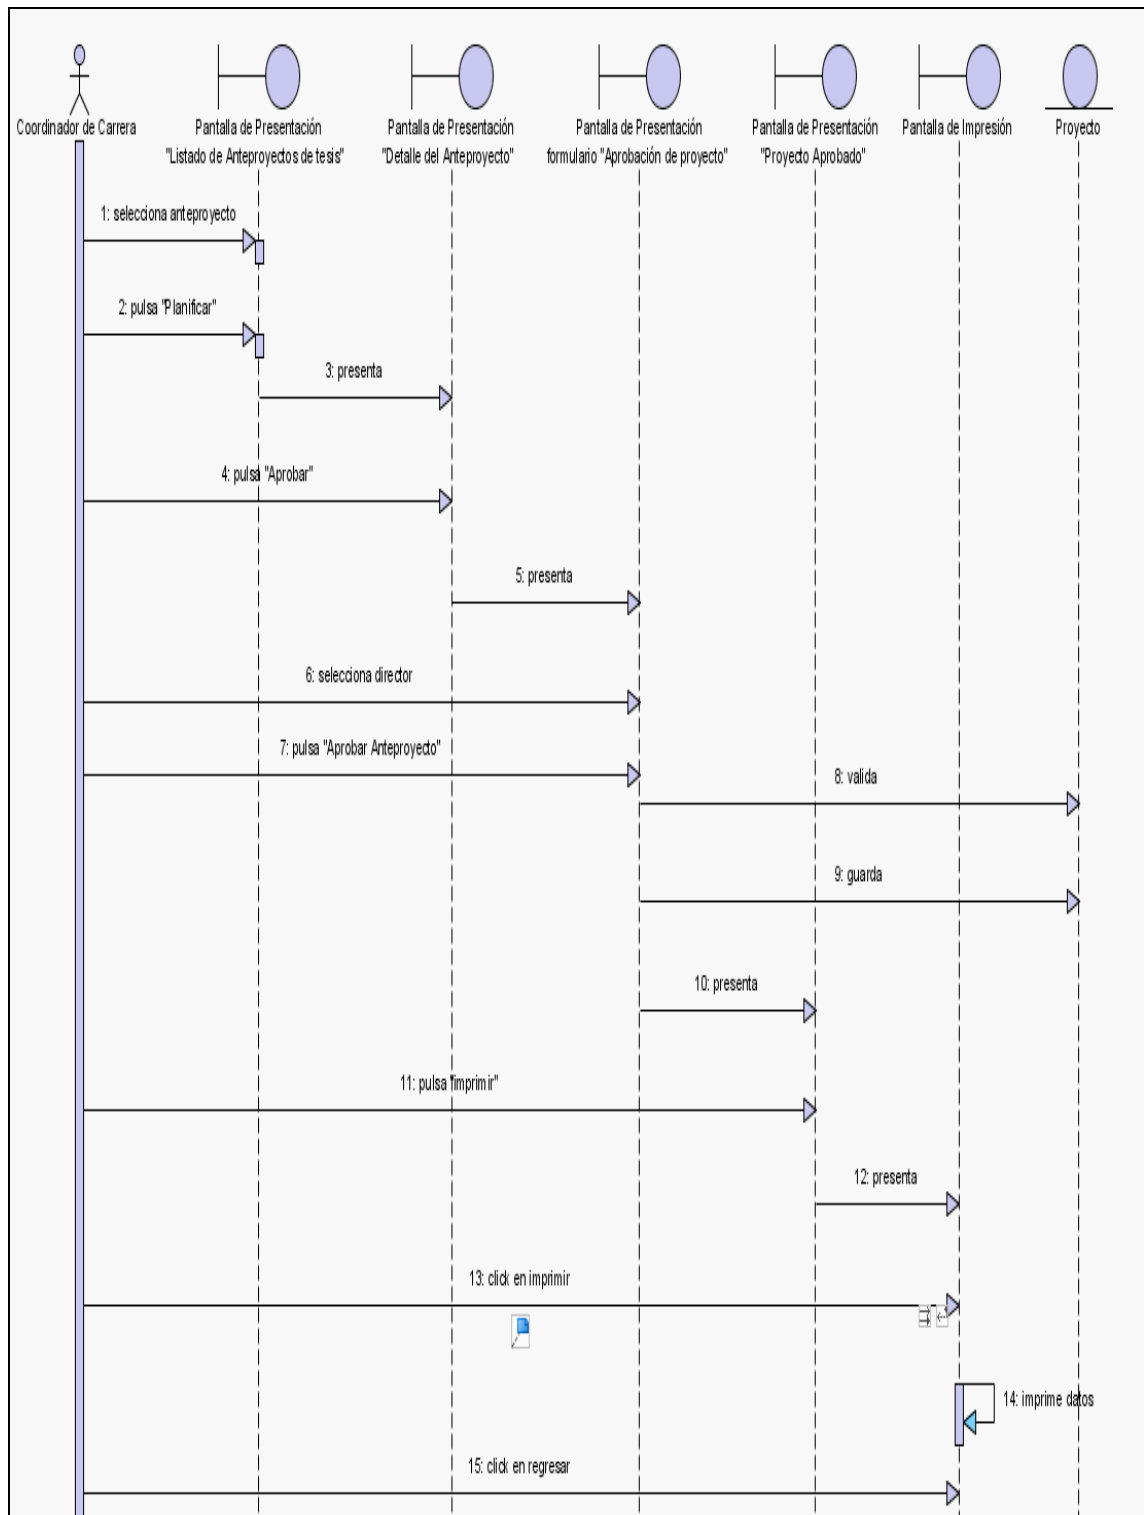 Coordinador de Carrera
Pantalla de Presentación
"Listado de Anteproyectos de tesis"
Pantalla de Presentación
"Detalle del Anteproyecto"
Pantalla de Presentación
formulario "Aprobación de proyecto"
Pantalla de Presentación
"Proyecto Aprobado"
Pantalla de Impresión
Proyecto
1: selecciona anteproyecto
2: pulsa "Planificar"
3: presenta
4: pulsa "Aprobar"
5: presenta
6: selecciona director
7: pulsa "Aprobar Anteproyecto"
8: valida
9: guarda
10: presenta
11: pulsa "imprimir"
12: presenta
13: click en imprimir
14: imprime datos
15: click en regresar